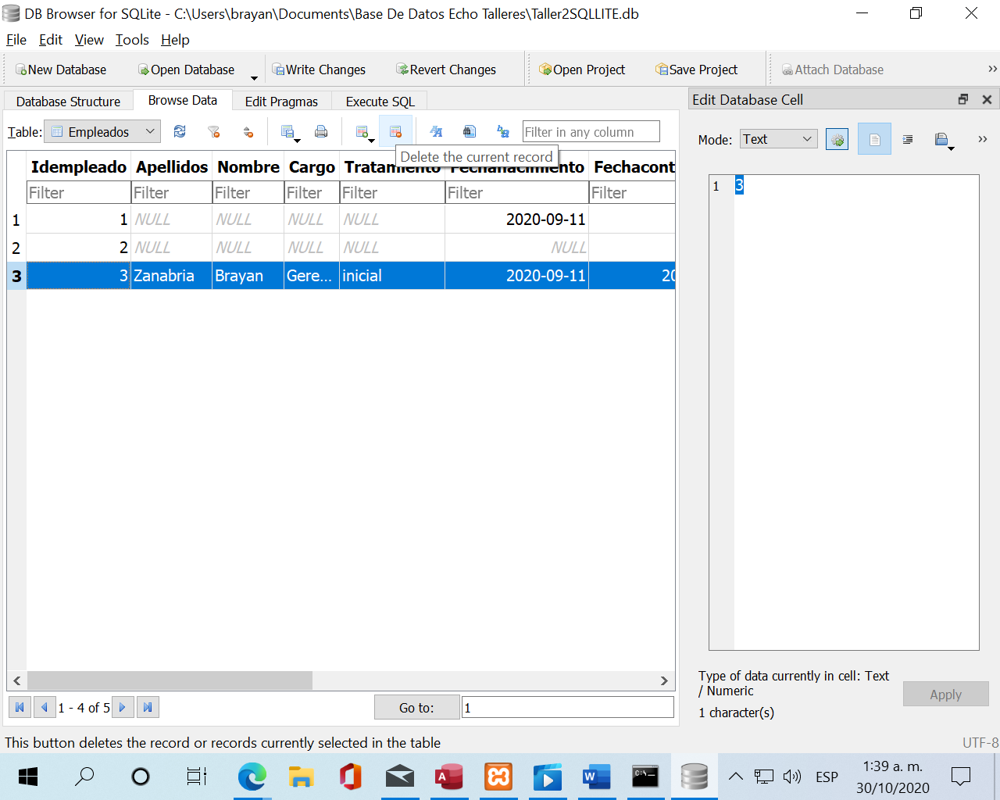 DB Browser for SQLite - C:\Users\brayan\Documents\Base De Datos Echo Talleres\Taller2SQLLITE.db
File Edit View Tools Help
New Database Open Database Write Changes Revert Changes Open Project Save Project Attach Database
Database Structure Browse Data Edit Pragmas Execute SQL
Edit Database Cell
Table: Empleados Filter in any column
Mode: Text
Delete the current record
Idempleado Apellidos Nombre Cargo Tratamiento Fechanacimiento Fechacont
Filter Filter Filter Filter Filter Filter Filter
1 1 NULL NULL NULL NULL 2020-09-11
2 2 NULL NULL NULL NULL NULL
3 3 Zanabria Brayan Gere... inicial 2020-09-11 20
1 3
Type of data currently in cell: Text
/ Numeric
1 character(s)
Apply
1 - 4 of 5 Go to: 1
This button deletes the record or records currently selected in the table UTF-8
ESP 1:39 a. m.
30/10/2020